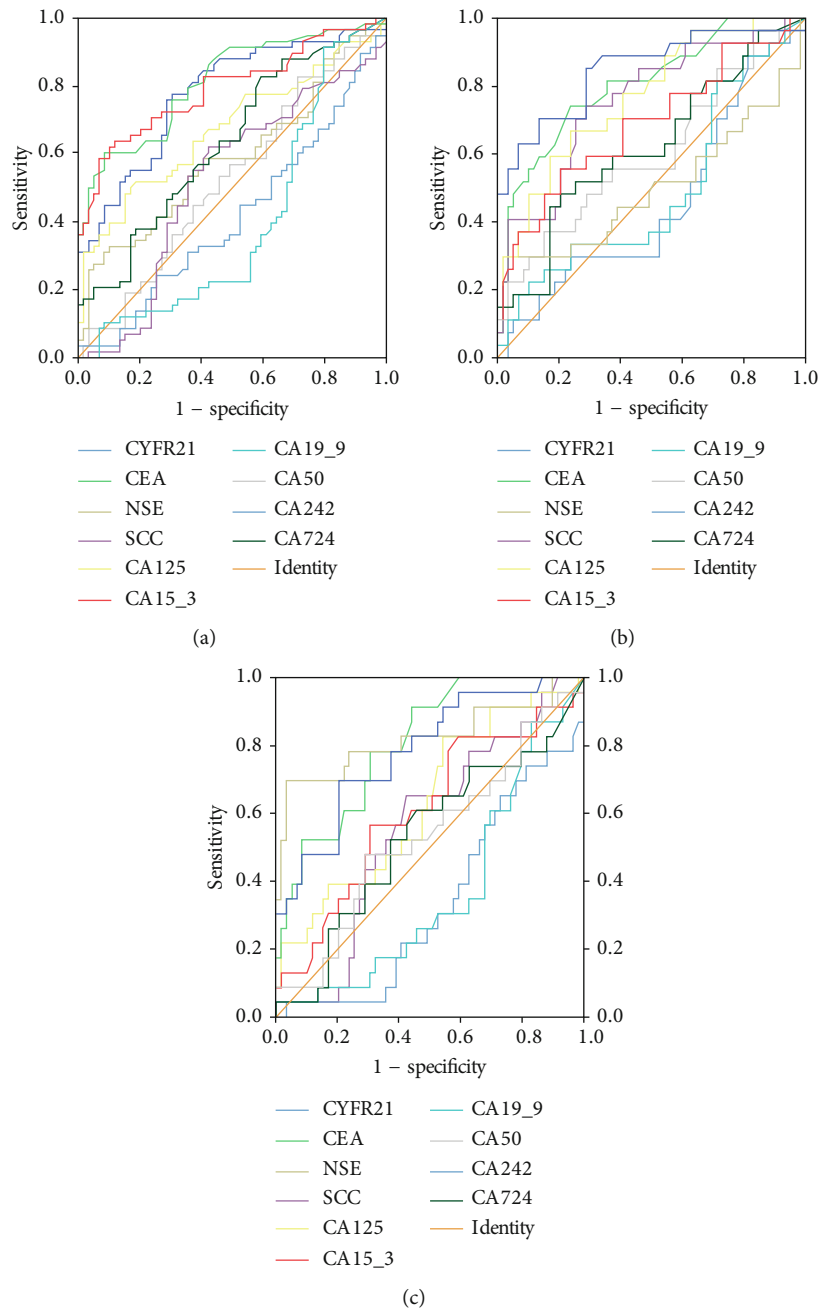 1.0
0.8
0.6
0.4
0.2
0.0
Sensitivity
0.0 0.2 0.4 0.6 0.8 1.0
1 − specificity
CYFR21
CEA
NSE
SCC
CA125
CA15_3
CA19_9
CA50
CA242
CA724
Identity
(a)
1.0
0.8
0.6
0.4
0.2
0.0
Sensitivity
0.0 0.2 0.4 0.6 0.8 1.0
1 − specificity
CYFR21
CEA
NSE
SCC
CA125
CA15_3
CA19_9
CA50
CA242
CA724
Identity
(b)
1.0
0.8
0.6
0.4
0.2
0.0
Sensitivity
1.0
0.8
0.6
0.4
0.2
0.0
0.0 0.2 0.4 0.6 0.8 1.0
1 − specificity
CYFR21
CEA
NSE
SCC
CA125
CA15_3
CA19_9
CA50
CA242
CA724
Identity
(c)